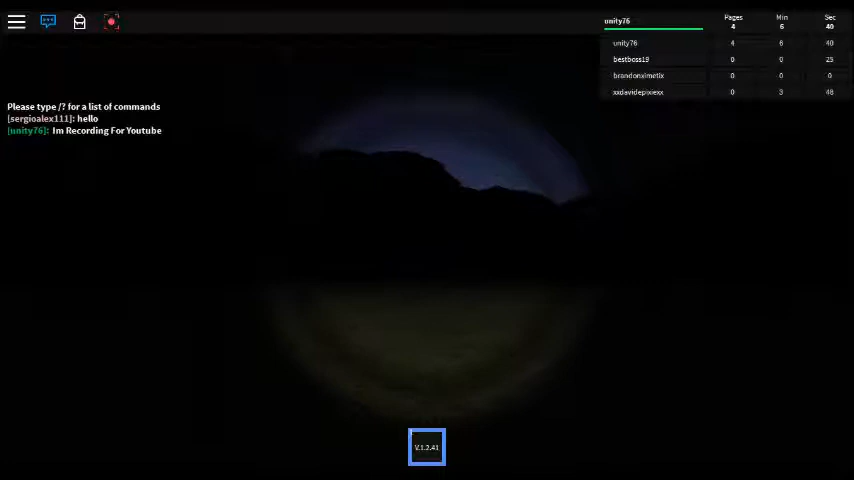 unity76 Pages Min Sec
4 6 40
unity76 4 6 40
bestboss19 0 0 25
brandonximetix 0 0 0
xxdavidepixiexx 0 3 48
Please type /? for a list of commands
[sergioalex111]: hello
[unity76]: Im Recording For Youtube
V.1.2.41